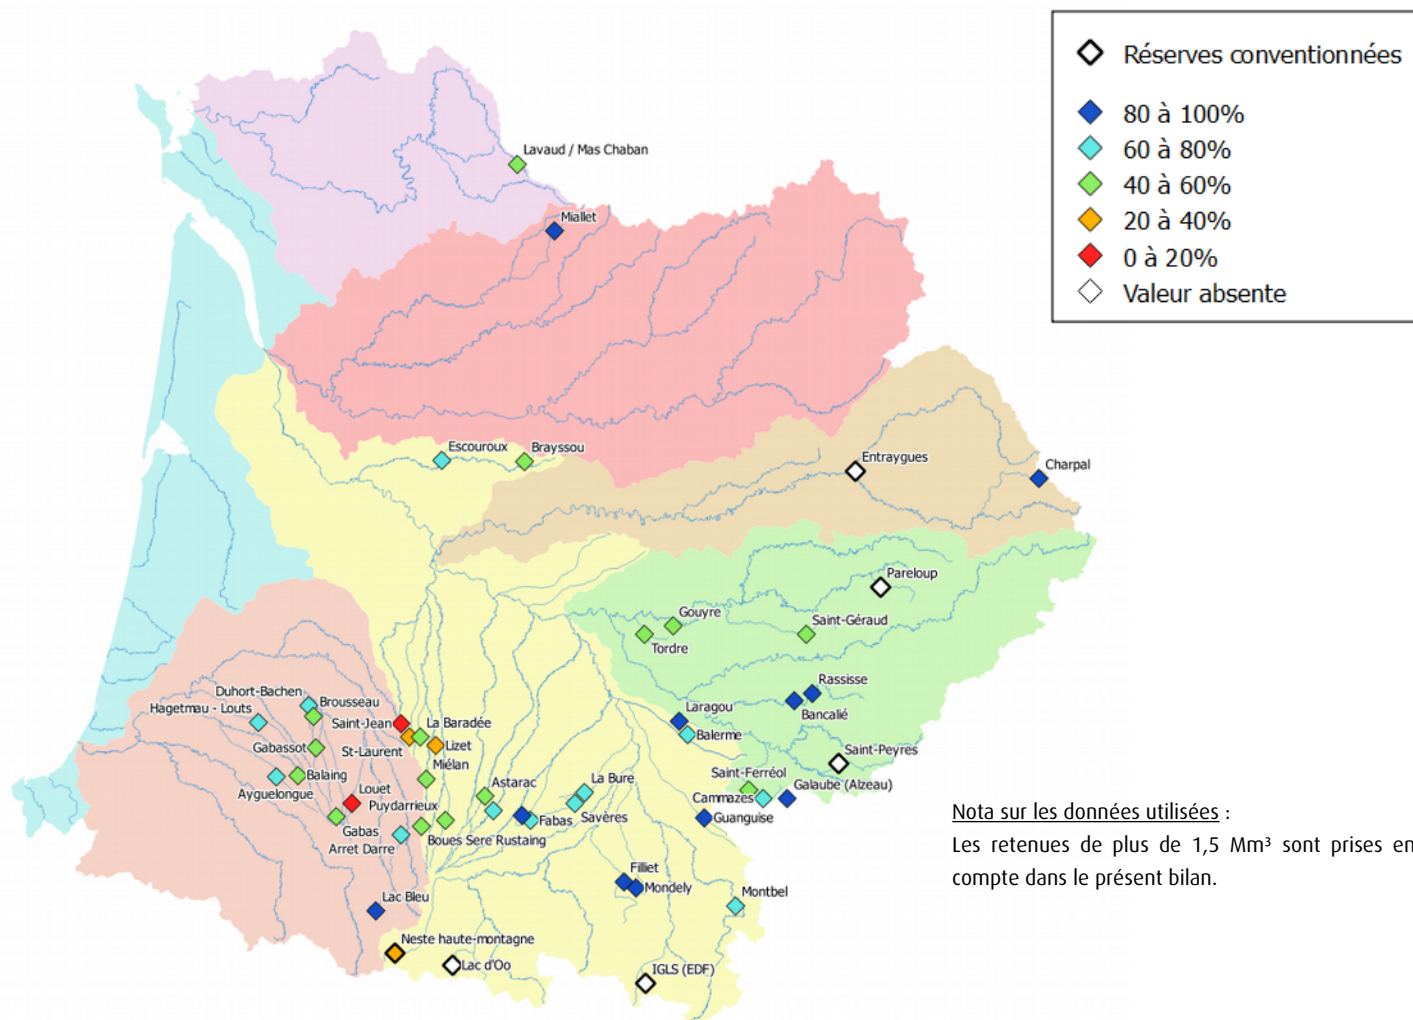 Réserves conventionnées
80 à 100%
60 à 80%
40 à 60%
20 à 40%
0 à 20%
Valeur absente
Lavaud / Mas Chaban
Miallet
Escouroux
Brayssou
Entraygues
Charpal
Pareloup
Gouyre
Tordre
Saint-Géraud
Rassisse
Bancalié
Duhort-Bachen
Brousseau
Hagetmau - Louts
Saint-Jean
La Baradée
Laragou
Balerme
Gabassot
St-Laurent
Lizet
Saint-Peyres
Miélan
Balaing
Ayguelongue
Louet
Puydarrieux
Astarac
La Bure
Saint-Ferréol
Galaube (Alzeau)
Cammazes
Gabas
Fabas
Savères
Guanguise
Arret Darre
Boues Sere Rustaing
Filliet
Mondely
Montbel
Lac Bleu
Neste haute-montagne
Lac d'Oo
IGLS (EDF)
Nota sur les données utilisées :
Les retenues de plus de 1,5 Mm³ sont prises en
compte dans le présent bilan.